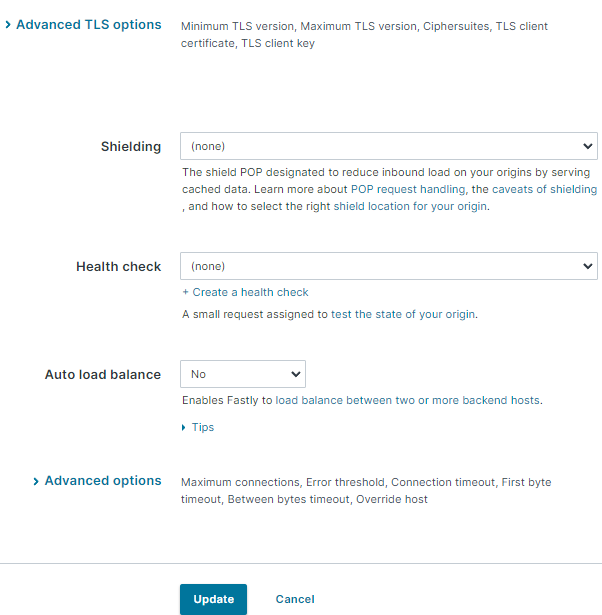 Advanced TLS options
Minimum TLS version, Maximum TLS version, Ciphersuites, TLS client
certificate, TLS client key
Shielding
(none)
The shield POP designated to reduce inbound load on your origins by serving
cached data. Learn more about POP request handling, the caveats of shielding
, and how to select the right shield location for your origin.
Health check
(none)
+ Create a health check
A small request assigned to test the state of your origin.
Auto load balance
No
Enables Fastly to load balance between two or more backend hosts.
Tips
Advanced options
Maximum connections, Error threshold, Connection timeout, First byte
timeout, Between bytes timeout, Override host
Update
Cancel